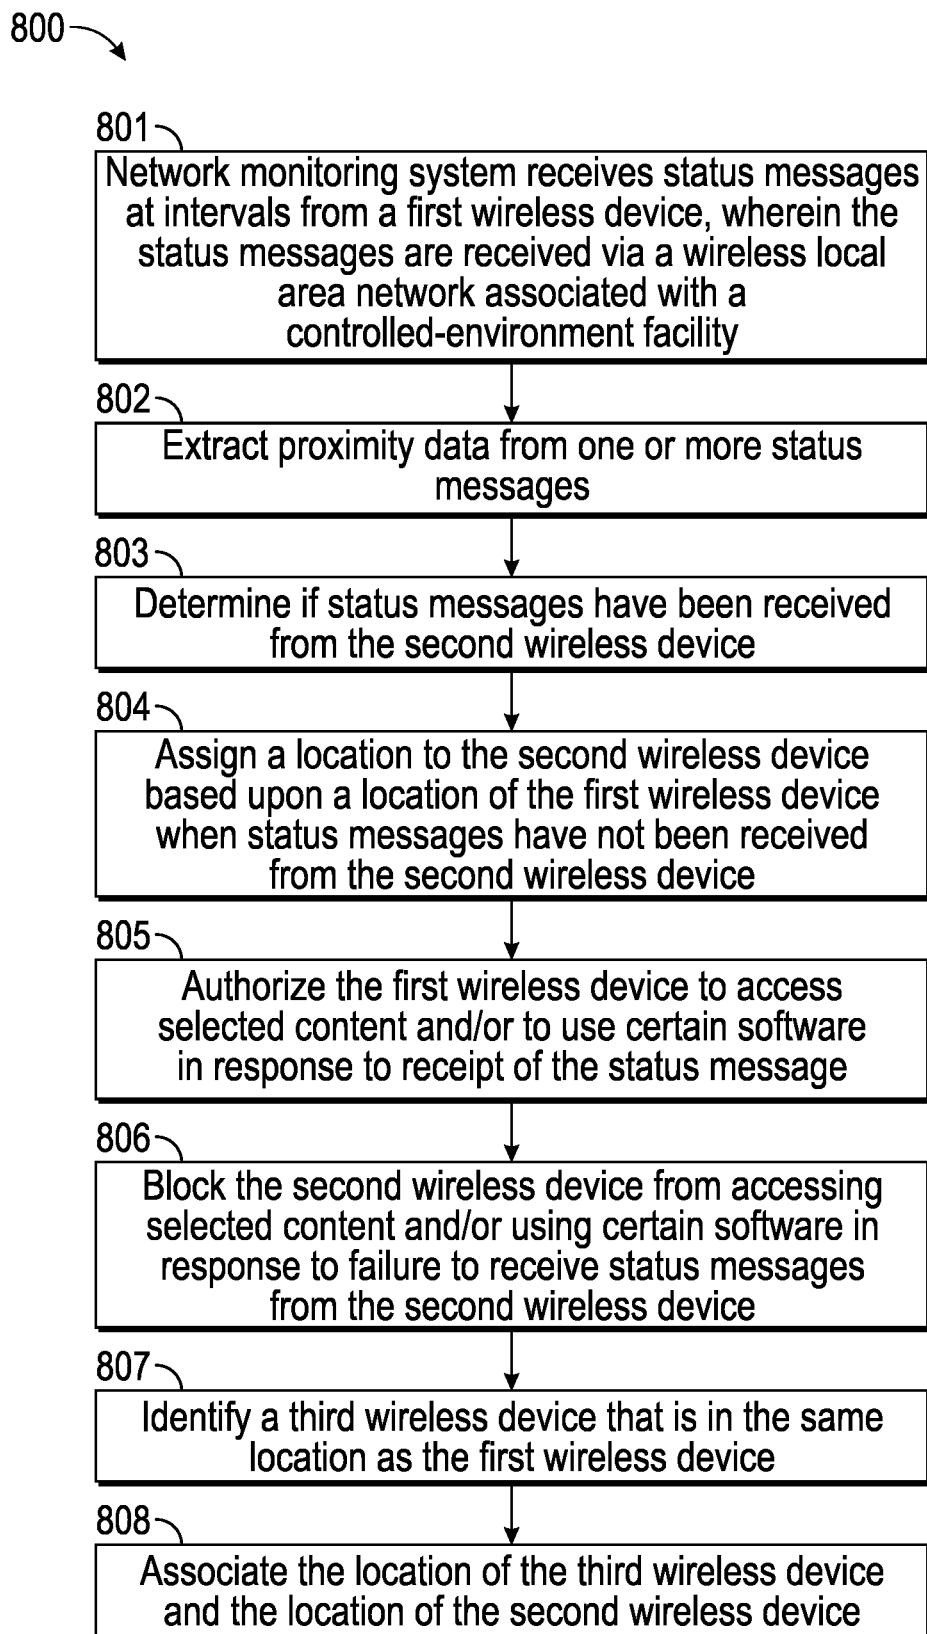 800
801
Network monitoring system receives status messages
at intervals from a first wireless device, wherein the
status messages are received via a wireless local
area network associated with a
controlled-environment facility
802
Extract proximity data from one or more status
messages
803
Determine if status messages have been received
from the second wireless device
804
Assign a location to the second wireless device
based upon a location of the first wireless device
when status messages have not been received
from the second wireless device
805
Authorize the first wireless device to access
selected content and/or to use certain software
in response to receipt of the status message
806
Block the second wireless device from accessing
selected content and/or using certain software in
response to failure to receive status messages
from the second wireless device
807
Identify a third wireless device that is in the same
location as the first wireless device
808
Associate the location of the third wireless device
and the location of the second wireless device